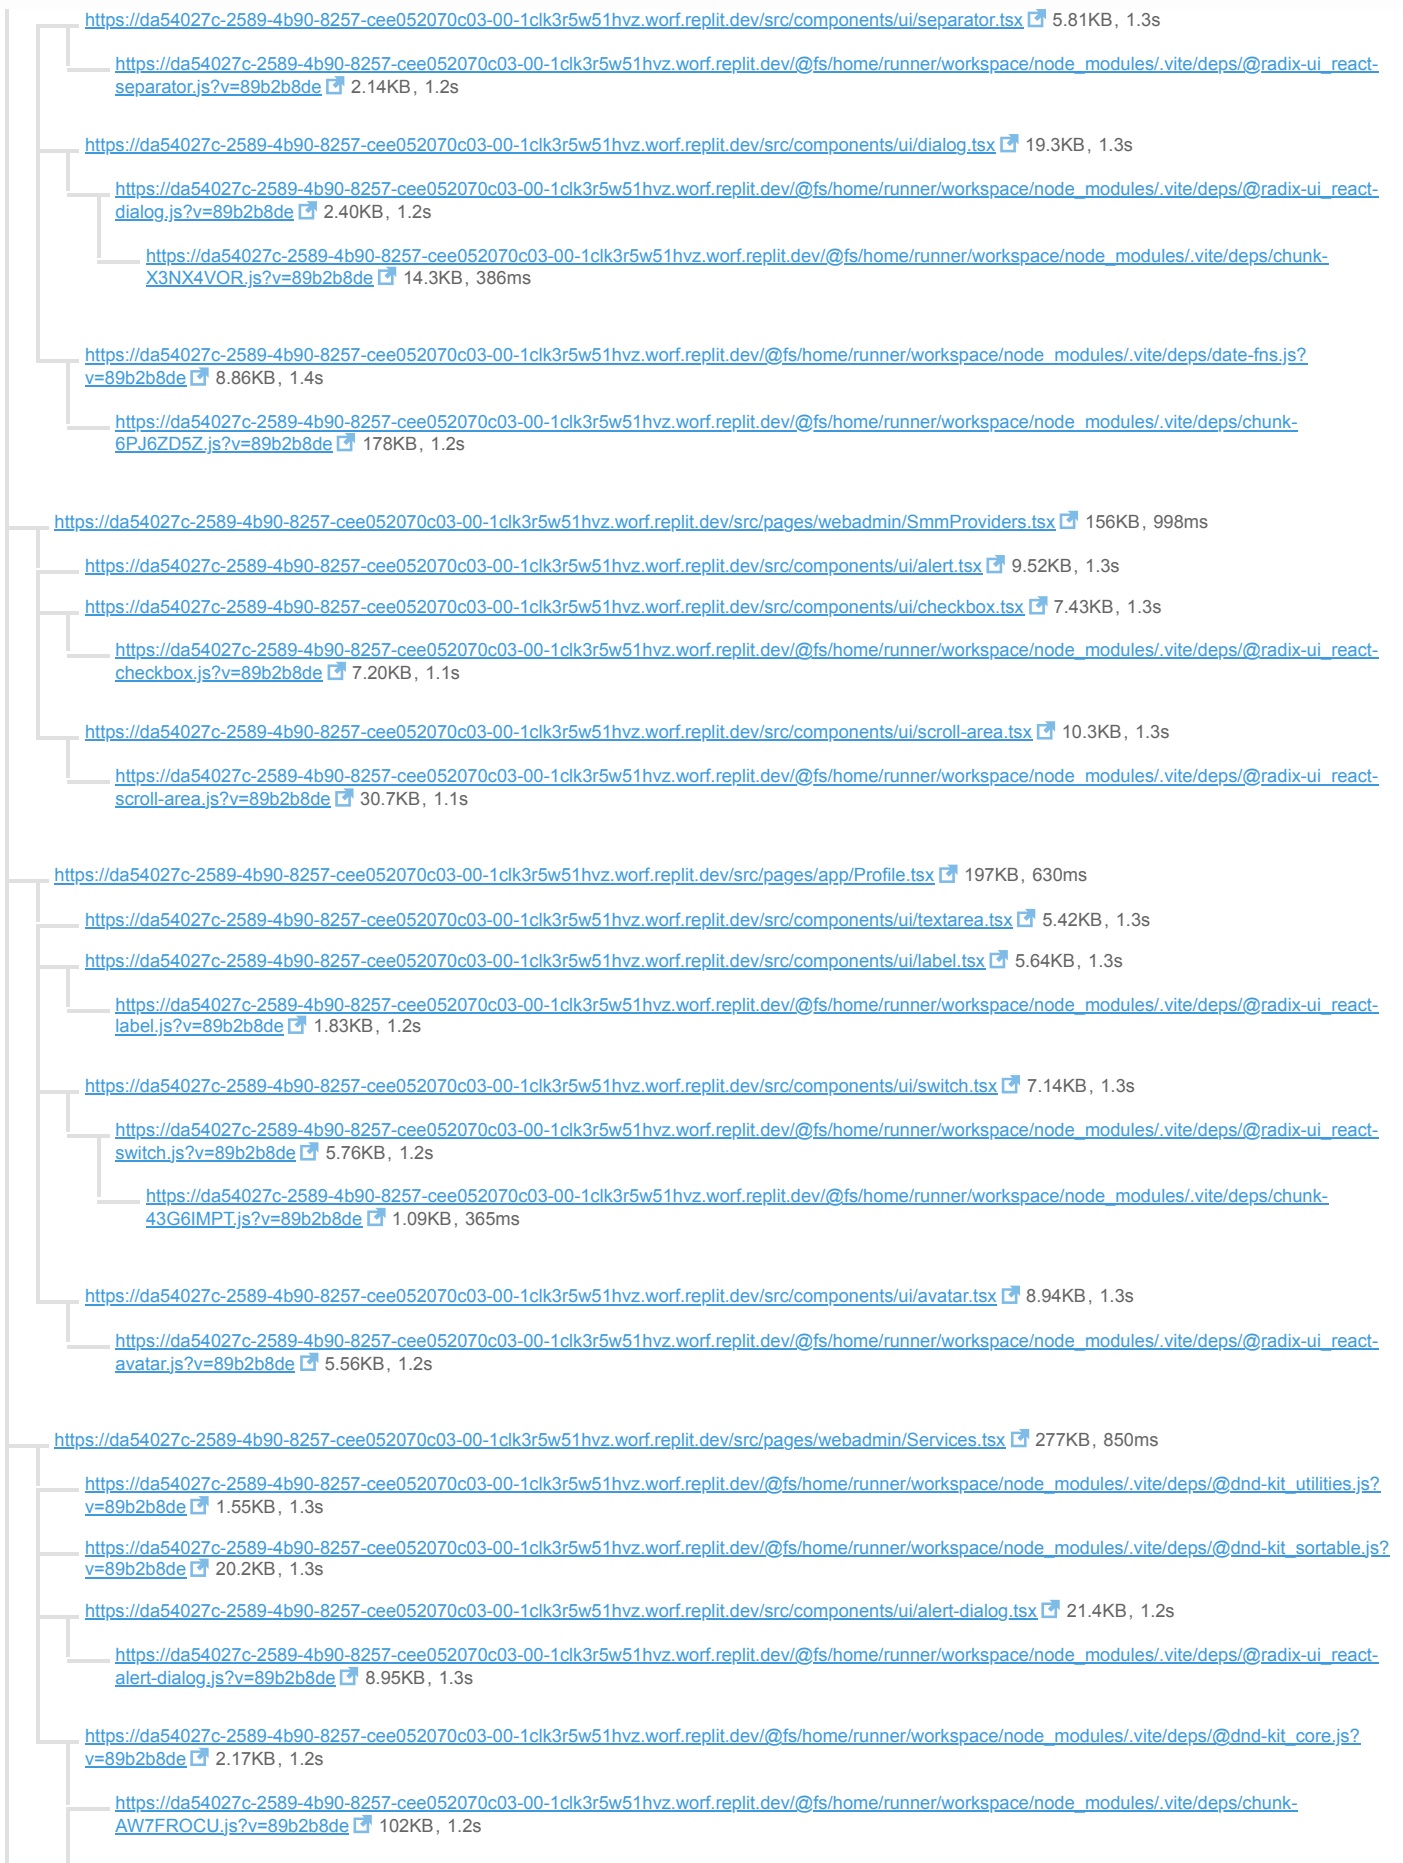 https://da54027c-2589-4b90-8257-cee052070c03-00-1clk3r5w51hvz.worf.replit.dev/src/components/ui/separator.tsx 5.81KB, 1.3s
https://da54027c-2589-4b90-8257-cee052070c03-00-1clk3r5w51hvz.worf.replit.dev/@fs/home/runner/workspace/node_modules/.vite/deps/@radix-ui_react-
separator.js?v=89b2b8de 2.14KB, 1.2s
https://da54027c-2589-4b90-8257-cee052070c03-00-1clk3r5w51hvz.worf.replit.dev/src/components/ui/dialog.tsx 19.3KB, 1.3s
https://da54027c-2589-4b90-8257-cee052070c03-00-1clk3r5w51hvz.worf.replit.dev/@fs/home/runner/workspace/node_modules/.vite/deps/@radix-ui_react-
dialog.js?v=89b2b8de 2.40KB, 1.2s
https://da54027c-2589-4b90-8257-cee052070c03-00-1clk3r5w51hvz.worf.replit.dev/@fs/home/runner/workspace/node_modules/.vite/deps/chunk-
X3NX4VOR.js?v=89b2b8de 14.3KB, 386ms
https://da54027c-2589-4b90-8257-cee052070c03-00-1clk3r5w51hvz.worf.replit.dev/@fs/home/runner/workspace/node_modules/.vite/deps/date-fns.js?
v=89b2b8de 8.86KB, 1.4s
https://da54027c-2589-4b90-8257-cee052070c03-00-1clk3r5w51hvz.worf.replit.dev/@fs/home/runner/workspace/node_modules/.vite/deps/chunk-
6PJ6ZD5Z.js?v=89b2b8de 178KB, 1.2s
https://da54027c-2589-4b90-8257-cee052070c03-00-1clk3r5w51hvz.worf.replit.dev/src/pages/webadmin/SmmProviders.tsx 156KB, 998ms
https://da54027c-2589-4b90-8257-cee052070c03-00-1clk3r5w51hvz.worf.replit.dev/src/components/ui/alert.tsx 9.52KB, 1.3s
https://da54027c-2589-4b90-8257-cee052070c03-00-1clk3r5w51hvz.worf.replit.dev/src/components/ui/checkbox.tsx 7.43KB, 1.3s
https://da54027c-2589-4b90-8257-cee052070c03-00-1clk3r5w51hvz.worf.replit.dev/@fs/home/runner/workspace/node_modules/.vite/deps/@radix-ui_react-
checkbox.js?v=89b2b8de 7.20KB, 1.1s
https://da54027c-2589-4b90-8257-cee052070c03-00-1clk3r5w51hvz.worf.replit.dev/src/components/ui/scroll-area.tsx 10.3KB, 1.3s
https://da54027c-2589-4b90-8257-cee052070c03-00-1clk3r5w51hvz.worf.replit.dev/@fs/home/runner/workspace/node_modules/.vite/deps/@radix-ui_react-
scroll-area.js?v=89b2b8de 30.7KB, 1.1s
https://da54027c-2589-4b90-8257-cee052070c03-00-1clk3r5w51hvz.worf.replit.dev/src/pages/app/Profile.tsx 197KB, 630ms
https://da54027c-2589-4b90-8257-cee052070c03-00-1clk3r5w51hvz.worf.replit.dev/src/components/ui/textarea.tsx 5.42KB, 1.3s
https://da54027c-2589-4b90-8257-cee052070c03-00-1clk3r5w51hvz.worf.replit.dev/src/components/ui/label.tsx 5.64KB, 1.3s
https://da54027c-2589-4b90-8257-cee052070c03-00-1clk3r5w51hvz.worf.replit.dev/@fs/home/runner/workspace/node_modules/.vite/deps/@radix-ui_react-
label.js?v=89b2b8de 1.83KB, 1.2s
https://da54027c-2589-4b90-8257-cee052070c03-00-1clk3r5w51hvz.worf.replit.dev/src/components/ui/switch.tsx 7.14KB, 1.3s
https://da54027c-2589-4b90-8257-cee052070c03-00-1clk3r5w51hvz.worf.replit.dev/@fs/home/runner/workspace/node_modules/.vite/deps/@radix-ui_react-
switch.js?v=89b2b8de 5.76KB, 1.2s
https://da54027c-2589-4b90-8257-cee052070c03-00-1clk3r5w51hvz.worf.replit.dev/@fs/home/runner/workspace/node_modules/.vite/deps/chunk-
43G6IMPT.js?v=89b2b8de 1.09KB, 365ms
https://da54027c-2589-4b90-8257-cee052070c03-00-1clk3r5w51hvz.worf.replit.dev/src/components/ui/avatar.tsx 8.94KB, 1.3s
https://da54027c-2589-4b90-8257-cee052070c03-00-1clk3r5w51hvz.worf.replit.dev/@fs/home/runner/workspace/node_modules/.vite/deps/@radix-ui_react-
avatar.js?v=89b2b8de 5.56KB, 1.2s
https://da54027c-2589-4b90-8257-cee052070c03-00-1clk3r5w51hvz.worf.replit.dev/src/pages/webadmin/Services.tsx 277KB, 850ms
https://da54027c-2589-4b90-8257-cee052070c03-00-1clk3r5w51hvz.worf.replit.dev/@fs/home/runner/workspace/node_modules/.vite/deps/@dnd-kit_utilities.js?
v=89b2b8de 1.55KB, 1.3s
https://da54027c-2589-4b90-8257-cee052070c03-00-1clk3r5w51hvz.worf.replit.dev/@fs/home/runner/workspace/node_modules/.vite/deps/@dnd-kit_sortable.js?
v=89b2b8de 20.2KB, 1.3s
https://da54027c-2589-4b90-8257-cee052070c03-00-1clk3r5w51hvz.worf.replit.dev/src/components/ui/alert-dialog.tsx 21.4KB, 1.2s
https://da54027c-2589-4b90-8257-cee052070c03-00-1clk3r5w51hvz.worf.replit.dev/@fs/home/runner/workspace/node_modules/.vite/deps/@radix-ui_react-
alert-dialog.js?v=89b2b8de 8.95KB, 1.3s
https://da54027c-2589-4b90-8257-cee052070c03-00-1clk3r5w51hvz.worf.replit.dev/@fs/home/runner/workspace/node_modules/.vite/deps/@dnd-kit_core.js?
v=89b2b8de 2.17KB, 1.2s
https://da54027c-2589-4b90-8257-cee052070c03-00-1clk3r5w51hvz.worf.replit.dev/@fs/home/runner/workspace/node_modules/.vite/deps/chunk-
AW7FROCU.js?v=89b2b8de 102KB, 1.2s